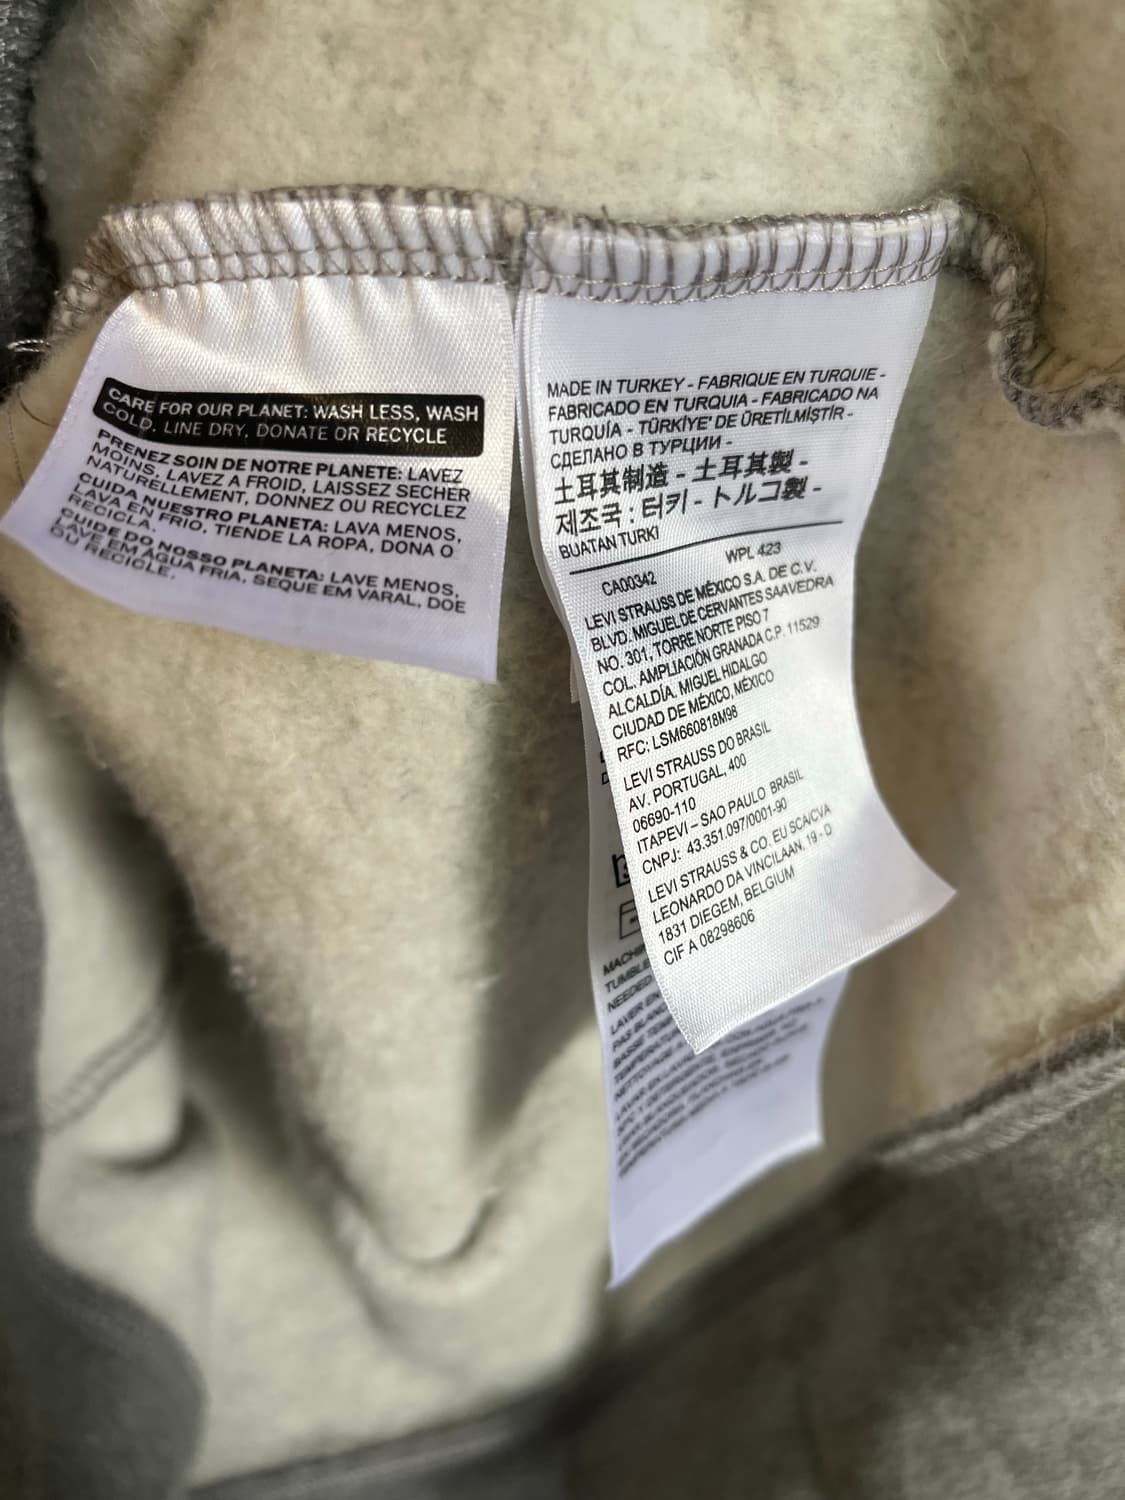 CARE FOR OUR PLANET: WASH LESS, WASH
COLD, LINE DRY, DONATE OR RECYCLE
PRENEZ SOIN DE NOTRE PLANETE: LAVEZ
MOINS, LAVEZ A FROID, LAISSEZ SECHER
NATURELLEMENT, DONNEZ OU RECYCLEZ
CUIDA NUESTRO PLANETA: LAVA MENOS,
LAVA EN FRIO, TIENDE LA ROPA, DONA O
RECICLA.
CUIDE DO NOSSO PLANETA: LAVE MENOS,
LAVE EM AGUA FRIA, SEQUE EM VARAL, DOE
OU RECICLE.
MADE IN TURKEY - FABRIQUE EN TURQUIE -
FABRICADO EN TURQUIA - FABRICADO NA
TURQUÍA - TÜRKİYE' DE ÜRETİLMİŞTİR -
СДЕЛАНО В ТУРЦИИ -
土耳其制造 - 土耳其製 -
제조국 : 터키 - トルコ製 -
BUATAN TURKI
CA00342 WPL 423
LEVI STRAUSS DE MÉXICO S.A. DE C.V.
BLVD. MIGUEL DE CERVANTES SAAVEDRA
NO. 301, TORRE NORTE PISO 7
COL. AMPLIACIÓN GRANADA C.P. 11529
ALCALDÍA, MIGUEL HIDALGO
CIUDAD DE MÉXICO, MÉXICO
RFC: LSM660818M98
LEVI STRAUSS DO BRASIL
AV. PORTUGAL, 400
06690-110
ITAPEVI – SAO PAULO BRASIL
CNPJ: 43.351.097/0001-90
LEVI STRAUSS & CO. EU SCA/CVA
LEONARDO DA VINCILAAN, 19 - D
1831 DIEGEM, BELGIUM
CIF A 08298606
NEEDED
LAVER EN